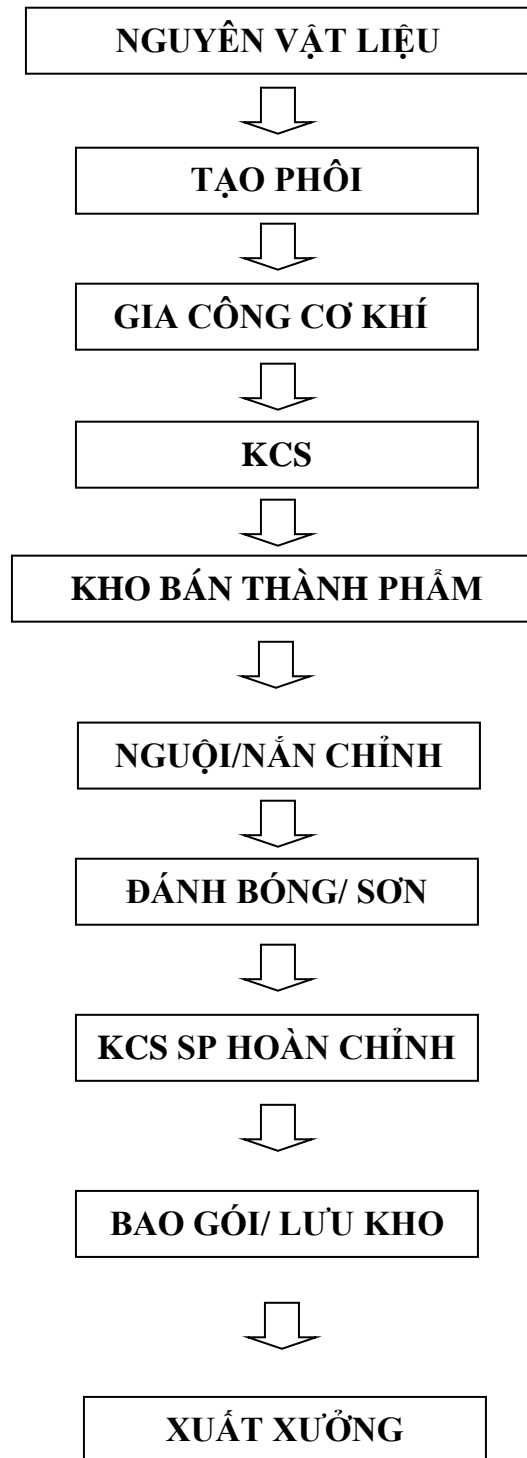 NGUYÊN VẬT LIỆU
TẠO PHÔI
GIA CÔNG CƠ KHÍ
KCS
KHO BÁN THÀNH PHẨM
NGUỘI/NẮN CHỈNH
ĐÁNH BÓNG/ SƠN
KCS SP HOÀN CHỈNH
BAO GÓI/ LƯU KHO
XUẤT XƯỞNG